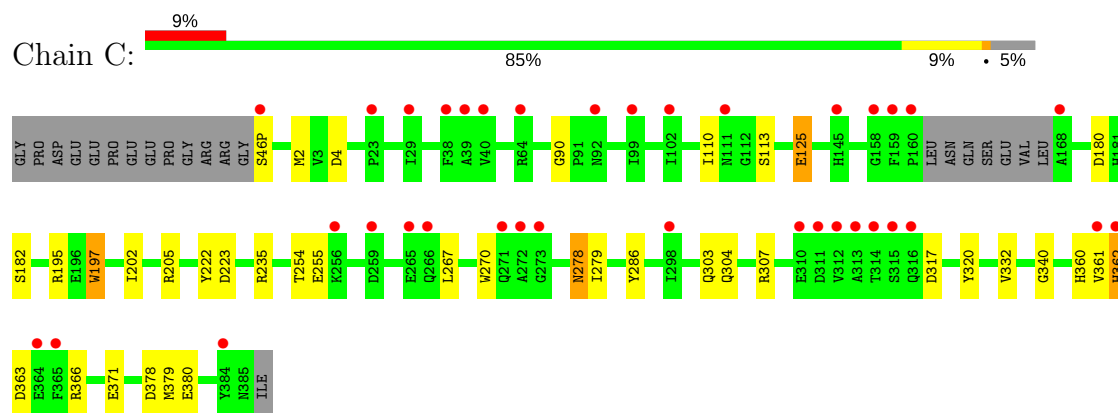 9%
Chain C:
85% 9% • 5%
GLY PRO ASP GLU GLU PRO GLU GLU PRO GLY ARG ARG GLY S46P M2 V3 D4 P23 I29 F38 A39 V40 R64 G90 P91 N92 I99 I102 I110 N111 G112 S113 E125 H145 G158 F159 P160 LEU ASN GLN SER GLU VAL LEU A168 D180
S182 R195 E196 W197 I202 R205 Y222 D223 R235 T254 E255 K256 D259 E265 Q266 L267 W270 Q271 A272 G273 N278 I279 Y286 I298 Q303 Q304 R307 E310 D311 V312 A313 T314 S315 Q316 D317 Y320 V332 G340 H360 V361
D363 E364 F365 R366 E371 D378 M379 E380 Y384 N385 ILE